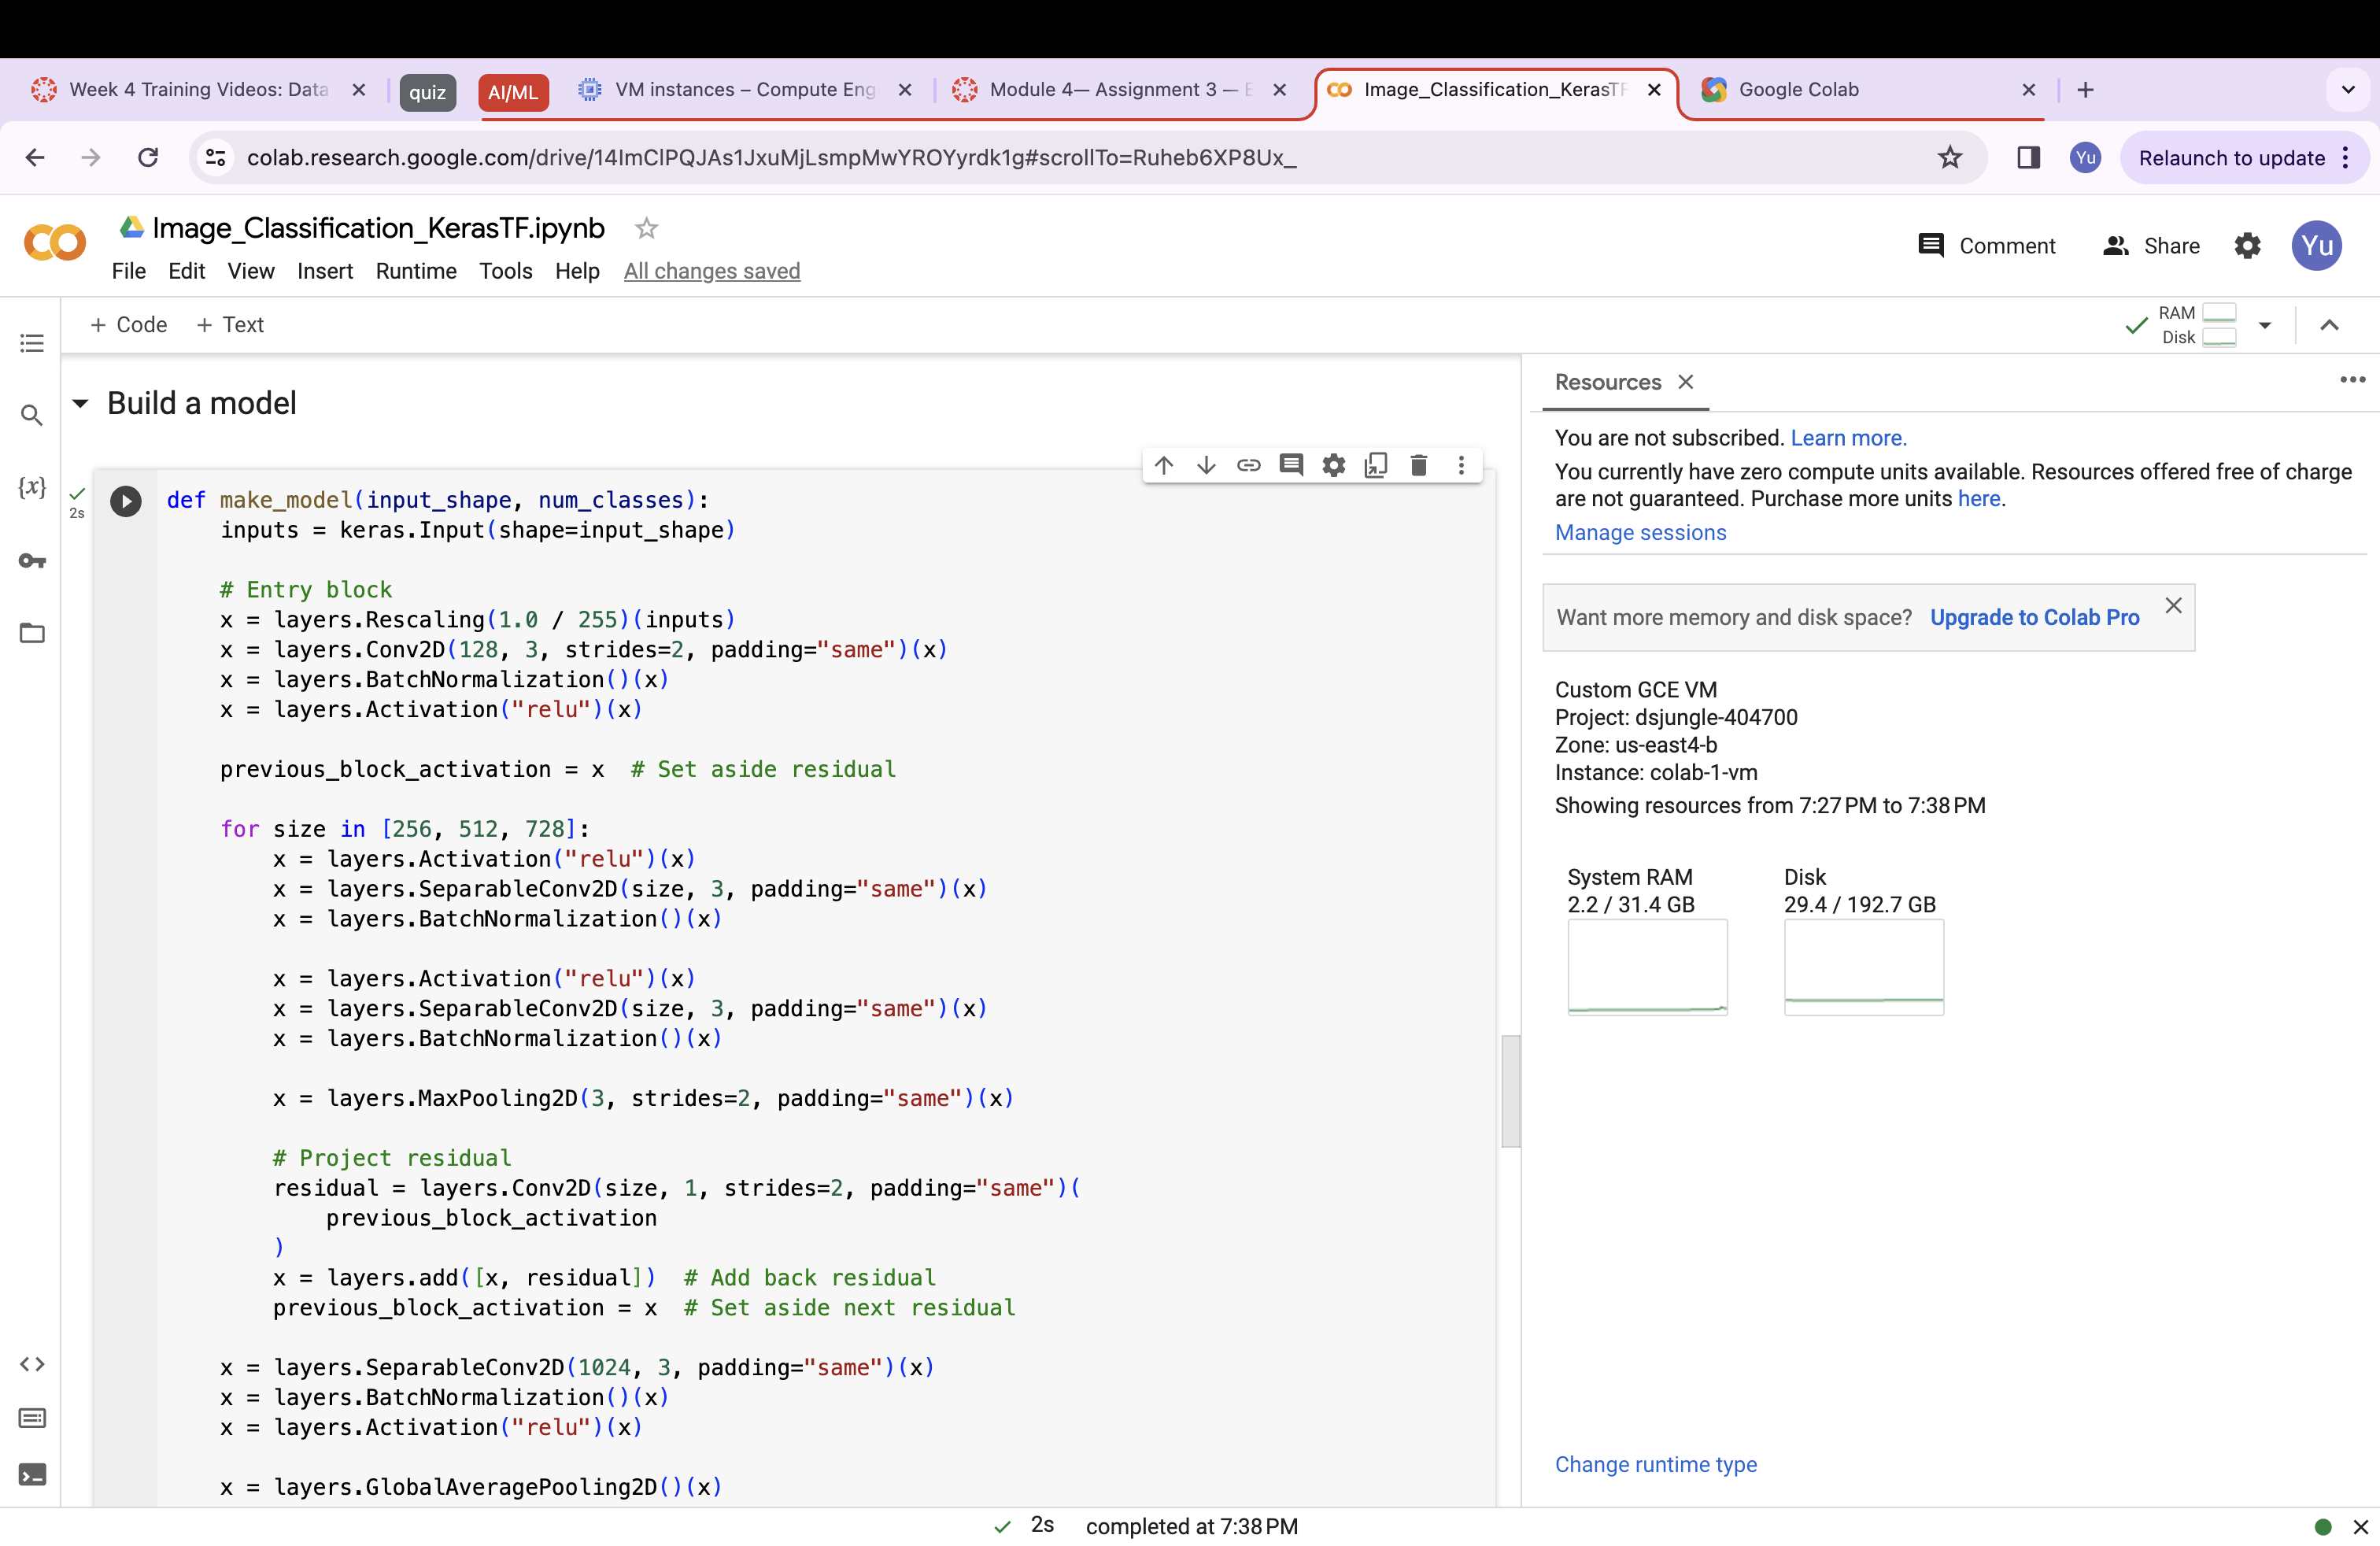 Week 4 Training Videos: Data
quiz
AI/ML
VM instances – Compute Eng
Module 4— Assignment 3 — E
Image_Classification_KerasTF
Google Colab
colab.research.google.com/drive/14ImClPQJAs1JxuMjLsmpMwYROYyrdk1g#scrollTo=Ruheb6XP8Ux_
Yu
Relaunch to update
Image_Classification_KerasTF.ipynb
Comment
Share
Yu
File Edit View Insert Runtime Tools Help All changes saved
+ Code + Text
RAM
Disk
Build a model
2s
def make_model(input_shape, num_classes):
    inputs = keras.Input(shape=input_shape)
    # Entry block
    x = layers.Rescaling(1.0 / 255)(inputs)
    x = layers.Conv2D(128, 3, strides=2, padding="same")(x)
    x = layers.BatchNormalization()(x)
    x = layers.Activation("relu")(x)
    previous_block_activation = x  # Set aside residual
    for size in [256, 512, 728]:
        x = layers.Activation("relu")(x)
        x = layers.SeparableConv2D(size, 3, padding="same")(x)
        x = layers.BatchNormalization()(x)
        x = layers.Activation("relu")(x)
        x = layers.SeparableConv2D(size, 3, padding="same")(x)
        x = layers.BatchNormalization()(x)
        x = layers.MaxPooling2D(3, strides=2, padding="same")(x)
        # Project residual
        residual = layers.Conv2D(size, 1, strides=2, padding="same")(
            previous_block_activation
        )
        x = layers.add([x, residual])  # Add back residual
        previous_block_activation = x  # Set aside next residual
    x = layers.SeparableConv2D(1024, 3, padding="same")(x)
    x = layers.BatchNormalization()(x)
    x = layers.Activation("relu")(x)
    x = layers.GlobalAveragePooling2D()(x)
Resources
You are not subscribed. Learn more.
You currently have zero compute units available. Resources offered free of charge
are not guaranteed. Purchase more units here.
Manage sessions
Want more memory and disk space? Upgrade to Colab Pro
Custom GCE VM
Project: dsjungle-404700
Zone: us-east4-b
Instance: colab-1-vm
Showing resources from 7:27 PM to 7:38 PM
System RAM
2.2 / 31.4 GB
Disk
29.4 / 192.7 GB
Change runtime type
2s completed at 7:38 PM